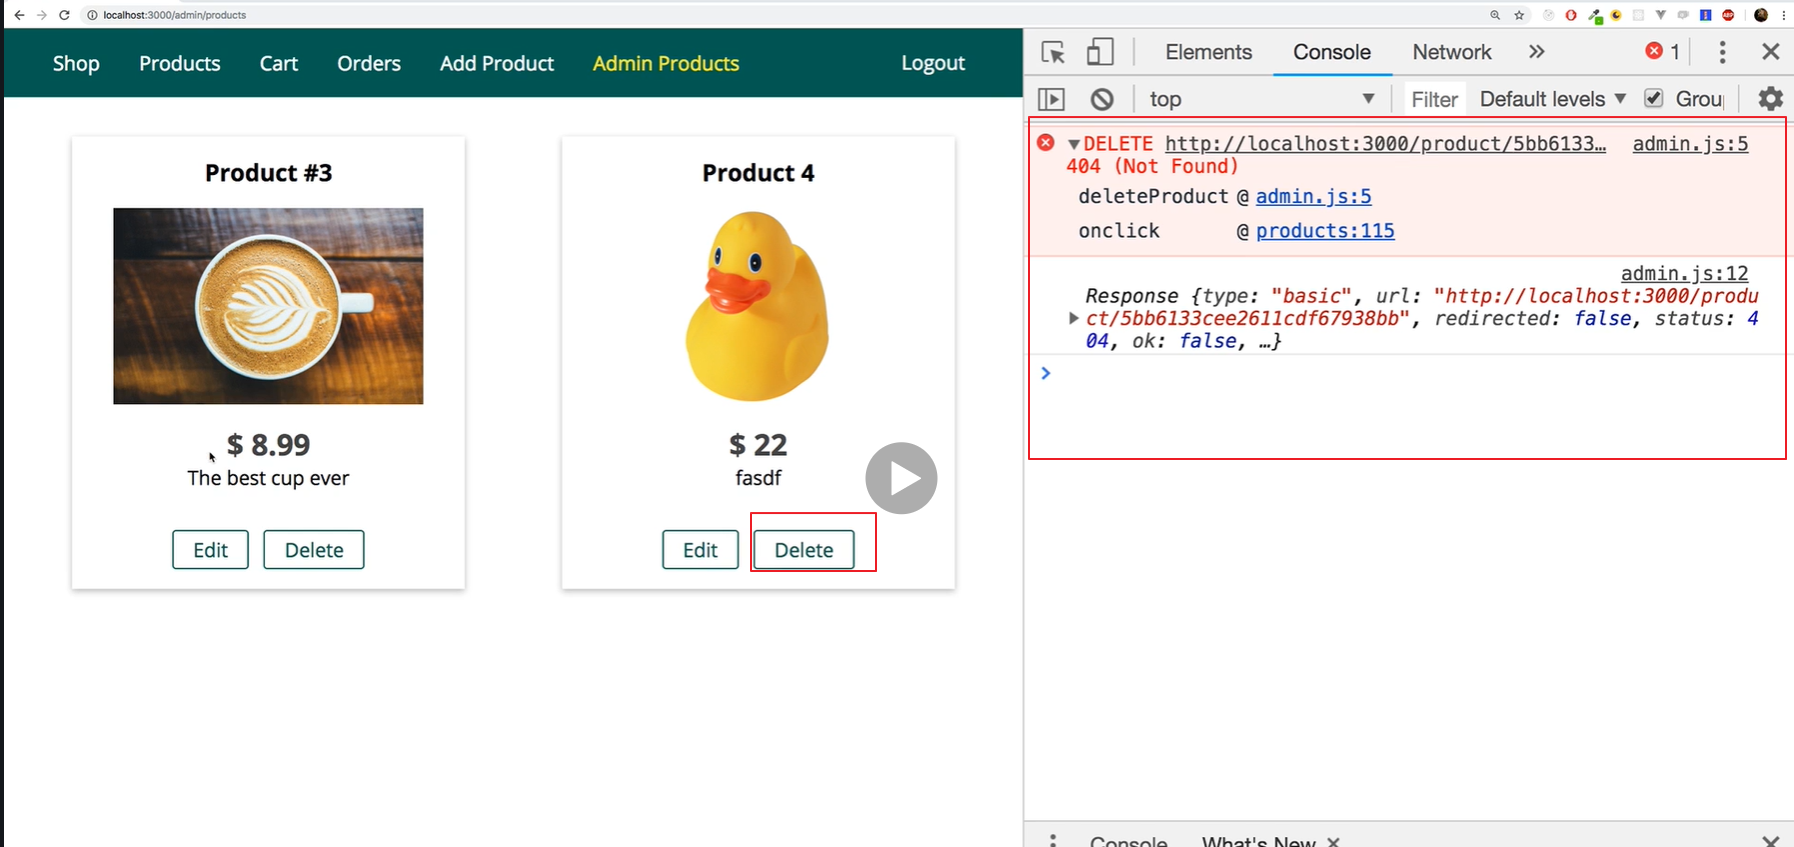 localhost:3000/admin/products
Shop Products Cart Orders Add Product Admin Products Logout
Product #3
$ 8.99
The best cup ever
Edit Delete
Product 4
$ 22
fasdf
Edit Delete
Elements Console Network » 1
top Filter Default levels Grou
DELETE http://localhost:3000/product/5bb6133… admin.js:5
404 (Not Found)
deleteProduct @ admin.js:5
onclick @ products:115
admin.js:12
Response {type: "basic", url: "http://localhost:3000/produ
ct/5bb6133cee2611cdf67938bb", redirected: false, status: 4
04, ok: false, …}
Console What's New